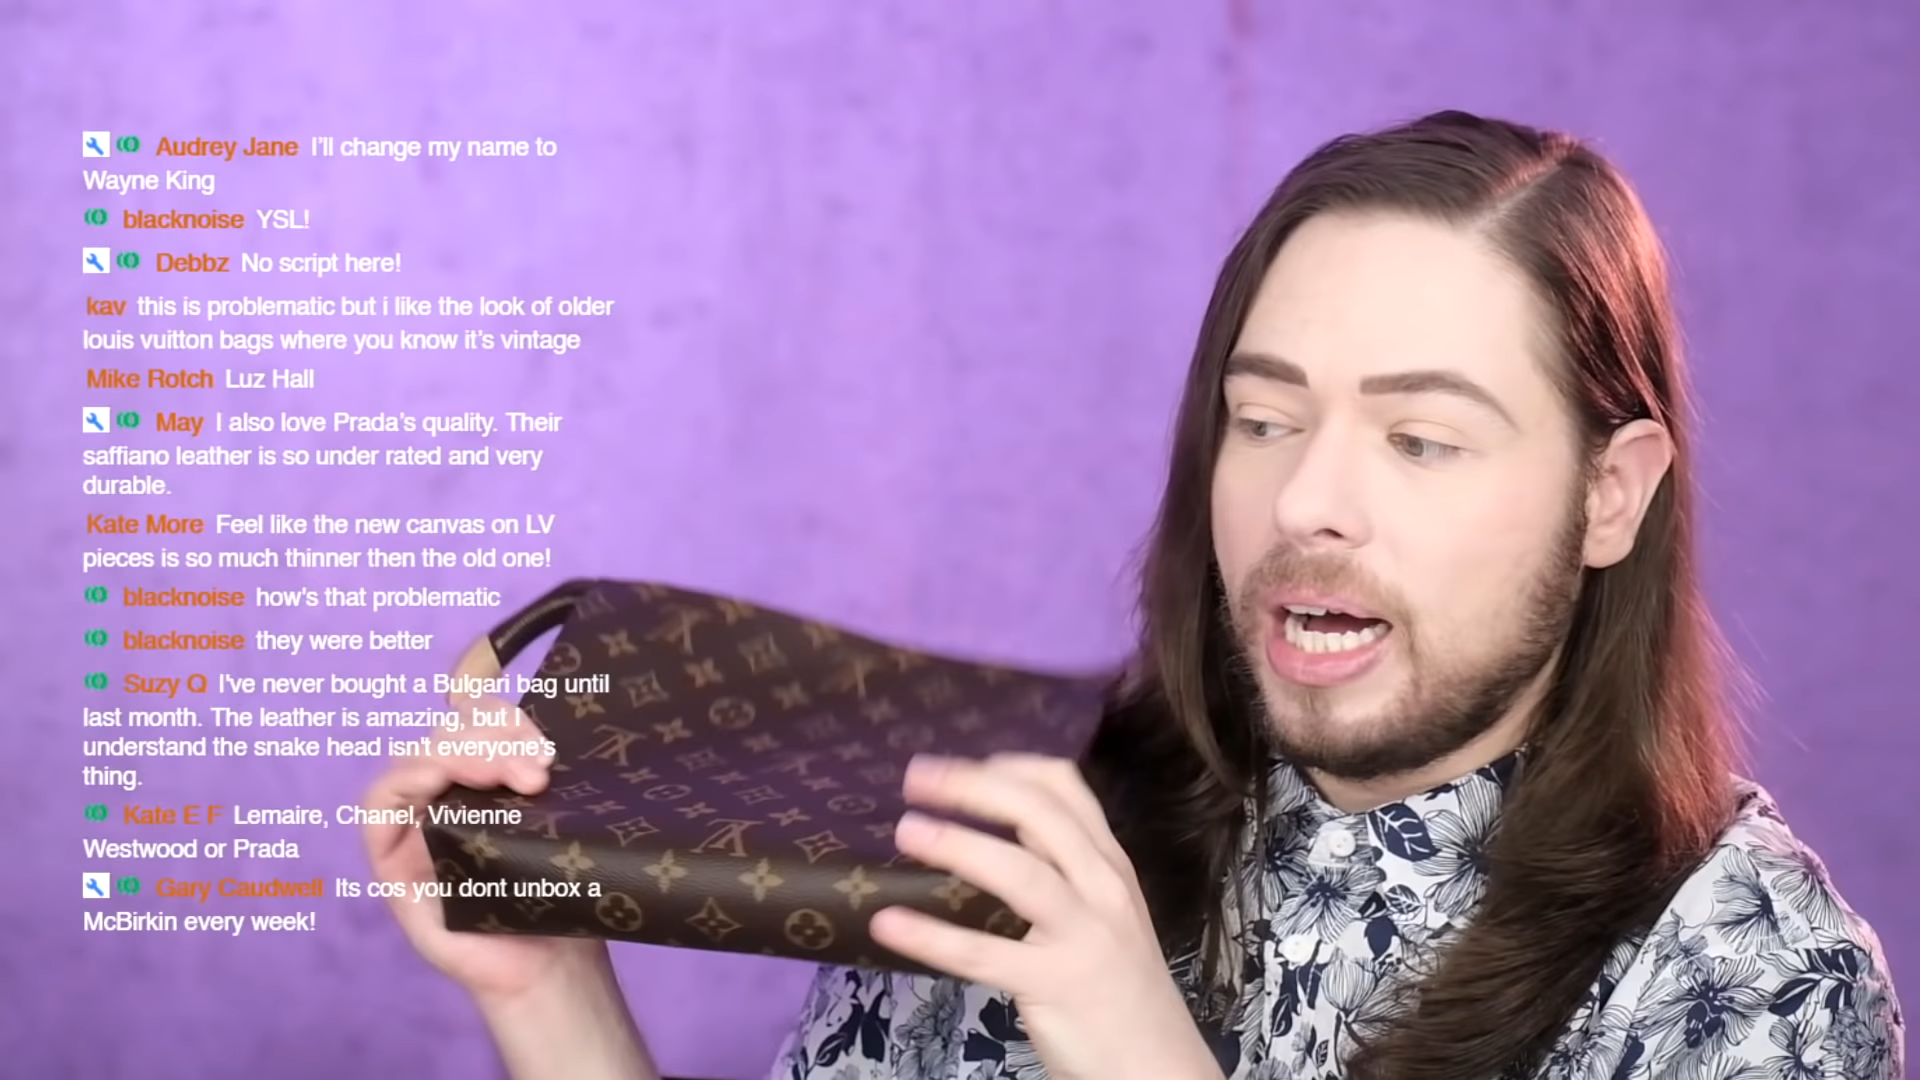 Audrey Jane I'll change my name to
Wayne King
blacknoise YSL!
Debbz No script here!
kav this is problematic but i like the look of older
louis vuitton bags where you know it's vintage
Mike Rotch Luz Hall
May I also love Prada's quality. Their
saffiano leather is so under rated and very
durable.
Kate More Feel like the new canvas on LV
pieces is so much thinner then the old one!
blacknoise how's that problematic
blacknoise they were better
Suzy Q I've never bought a Bulgari bag until
last month. The leather is amazing, but I
understand the snake head isn't everyone's
thing.
Kate E F Lemaire, Chanel, Vivienne
Westwood or Prada
Gary Caudwell Its cos you dont unbox a
McBirkin every week!